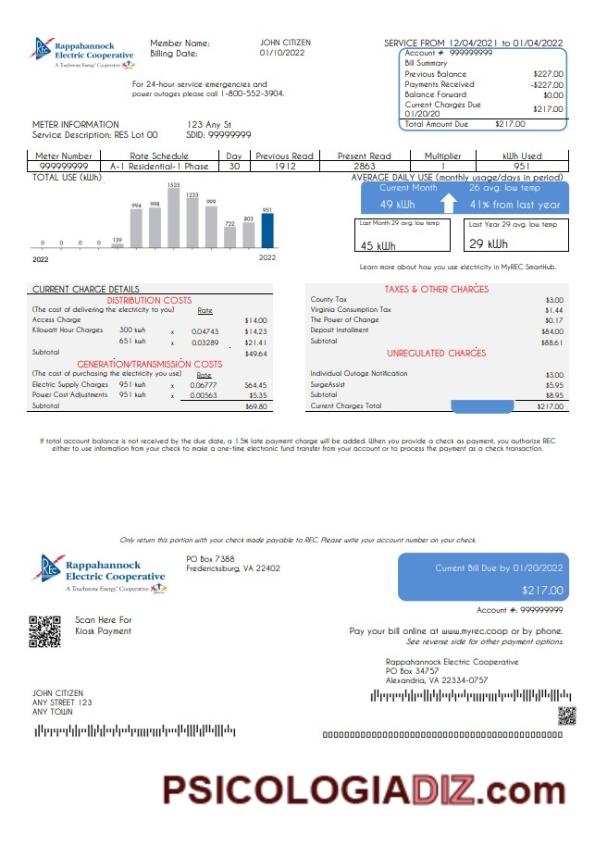 REC Rappahannock
Electric Cooperative
A Touchstone Energy® Cooperative
Member Name: JOHN CITIZEN
Billing Date: 01/10/2022
SERVICE FROM 12/04/2021 to 01/04/2022
Account # 999999999
Bill Summary
Previous Balance $227.00
Payments Received -$227.00
Balance Forward $0.00
Current Charges Due
01/20/20 $217.00
Total Amount Due $217.00
For 24-hour service emergencies and
power outages please call 1-800-552-3904.
METER INFORMATION 123 Any St
Service Description: RES Lot 00 SDID: 99999999
Meter Number Rate Schedule Day Previous Read Present Read Multiplier kWh Used
999999999 A-1 Residential-1 Phase 30 1912 2863 1 951
TOTAL USE (kWh)
0 0 0 0 139 994 998 1535 1233 999 722 803 951
2022 2022
AVERAGE DAILY USE (monthly usage/days in period)
Current Month 26 avg. low temp
49 kWh 41% from last year
Last Month 29 avg. low temp Last Year 29 avg. low temp
45 kWh 29 kWh
Learn more about how you use electricity in MyREC SmartHub.
CURRENT CHARGE DETAILS
DISTRIBUTION COSTS
(The cost of delivering the electricity to you) Rate
Access Charge $14.00
Kilowatt Hour Charges 300 kwh x 0.04743 $14.23
651 kwh x 0.03289 $21.41
Subtotal $49.64
GENERATION/TRANSMISSION COSTS
(The cost of purchasing the electricity you use) Rate
Electric Supply Charges 951 kwh x 0.06777 $64.45
Power Cost Adjustments 951 kwh x 0.00563 $5.35
Subtotal $69.80
TAXES & OTHER CHARGES
County Tax $3.00
Virginia Consumption Tax $1.44
The Power of Change $0.17
Deposit Installment $84.00
Subtotal $88.61
UNREGULATED CHARGES
Individual Outage Notification $3.00
SurgeAssist $5.95
Subtotal $8.95
Current Charges Total $217.00
If total account balance is not received by the due date, a 1.5% late payment charge will be added. When you provide a check as payment, you authorize REC
either to use information from your check to make a one-time electronic fund transfer from your account or to process the payment as a check transaction.
Only return this portion with your check made payable to REC. Please write your account number on your check.
REC Rappahannock
Electric Cooperative
A Touchstone Energy® Cooperative
PO Box 7388
Fredericksburg, VA 22402
Current Bill Due by 01/20/2022
$217.00
Account #: 999999999
Scan Here For
Kiosk Payment
Pay your bill online at www.myrec.coop or by phone.
See reverse side for other payment options.
Rappahannock Electric Cooperative
PO Box 34757
Alexandria, VA 22334-0757
JOHN CITIZEN
ANY STREET 123
ANY TOWN
PSICOLOGIADIZ.com